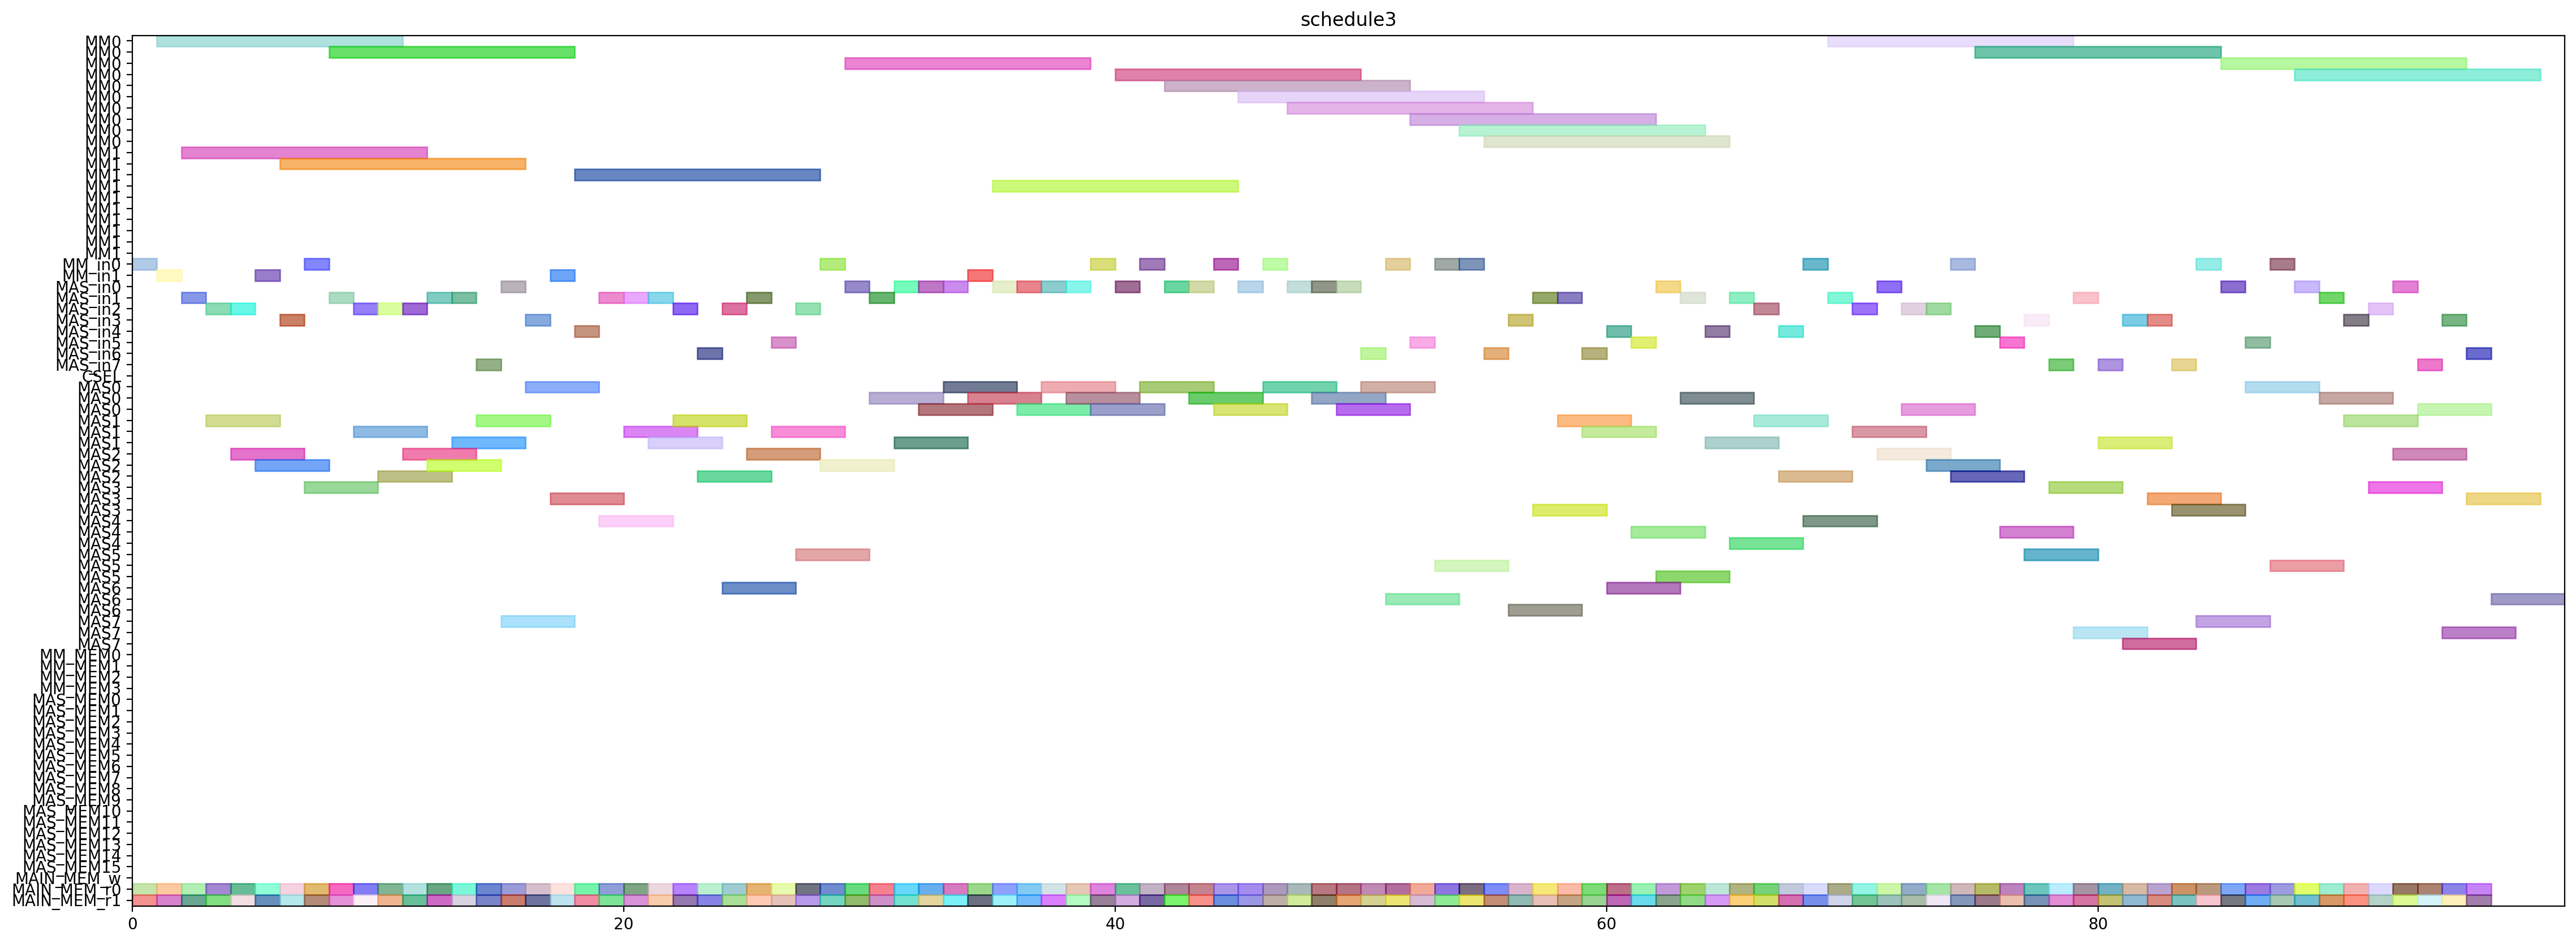 schedule3
MM0
MM0
MM0
MM0
MM0
MM0
MM0
MM0
MM0
MM0
MM1
MM1
MM1
MM1
MM1
MM1
MM1
MM1
MM1
MM1
MM_in0
MM_in1
MAS_in0
MAS_in1
MAS_in2
MAS_in3
MAS_in4
MAS_in5
MAS_in6
MAS_in7
CSEL
MAS0
MAS0
MAS0
MAS1
MAS1
MAS1
MAS2
MAS2
MAS2
MAS3
MAS3
MAS3
MAS4
MAS4
MAS4
MAS5
MAS5
MAS5
MAS6
MAS6
MAS6
MAS7
MAS7
MAS7
MM_MEM0
MM_MEM1
MM_MEM2
MM_MEM3
MAS_MEM0
MAS_MEM1
MAS_MEM2
MAS_MEM3
MAS_MEM4
MAS_MEM5
MAS_MEM6
MAS_MEM7
MAS_MEM8
MAS_MEM9
MAS_MEM10
MAS_MEM11
MAS_MEM12
MAS_MEM13
MAS_MEM14
MAS_MEM15
MAIN_MEM_w
MAIN_MEM_r0
MAIN_MEM_r1
0 20 40 60 80